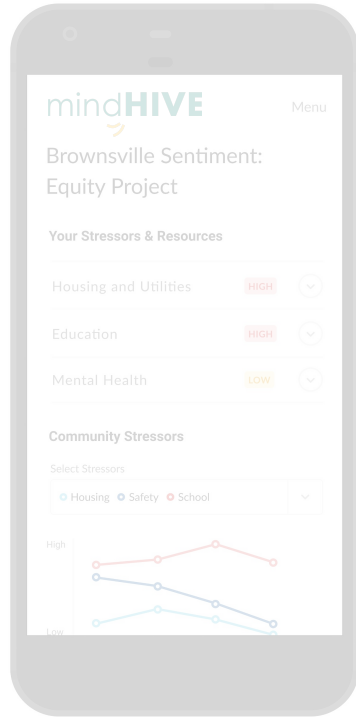 mindHIVE
Menu
Brownsville Sentiment:
Equity Project
Your Stressors & Resources
Housing and Utilities HIGH
Education HIGH
Mental Health LOW
Community Stressors
Select Stressors
Housing Safety School
High
Low